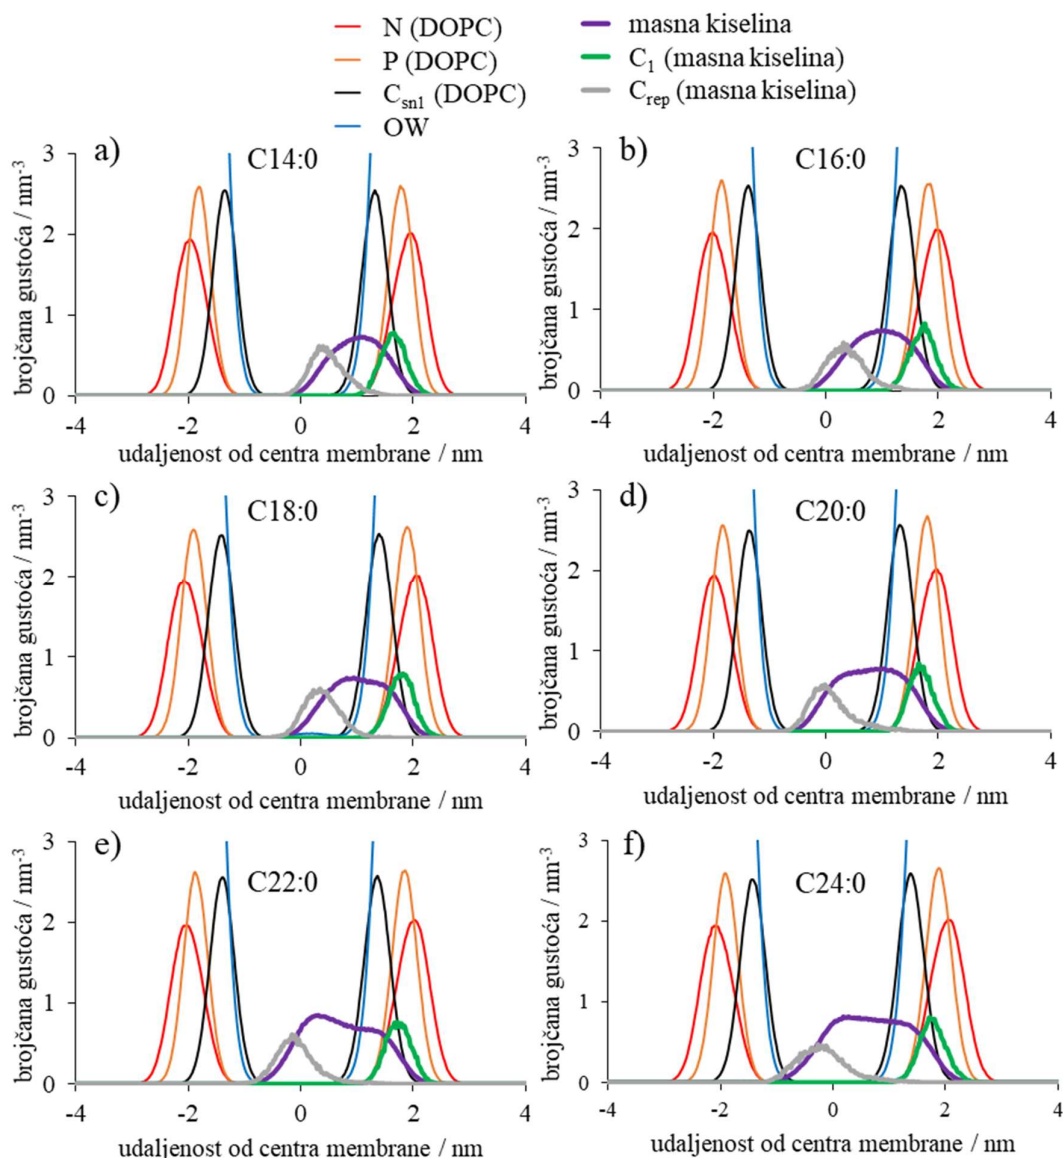 N (DOPC)
P (DOPC)
C_sn1 (DOPC)
OW
masna kiselina
C_1 (masna kiselina)
C_rep (masna kiselina)
a)
C14:0
brojčana gustoća / nm^-3
3
2
1
0
-4 -2 0 2 4
udaljenost od centra membrane / nm
b)
C16:0
brojčana gustoća / nm^-3
3
2
1
0
-4 -2 0 2 4
udaljenost od centra membrane / nm
c)
C18:0
brojčana gustoća / nm^-3
3
2
1
0
-4 -2 0 2 4
udaljenost od centra membrane / nm
d)
C20:0
brojčana gustoća / nm^-3
3
2
1
0
-4 -2 0 2 4
udaljenost od centra membrane / nm
e)
C22:0
brojčana gustoća / nm^-3
3
2
1
0
-4 -2 0 2 4
udaljenost od centra membrane / nm
f)
C24:0
brojčana gustoća / nm^-3
3
2
1
0
-4 -2 0 2 4
udaljenost od centra membrane / nm